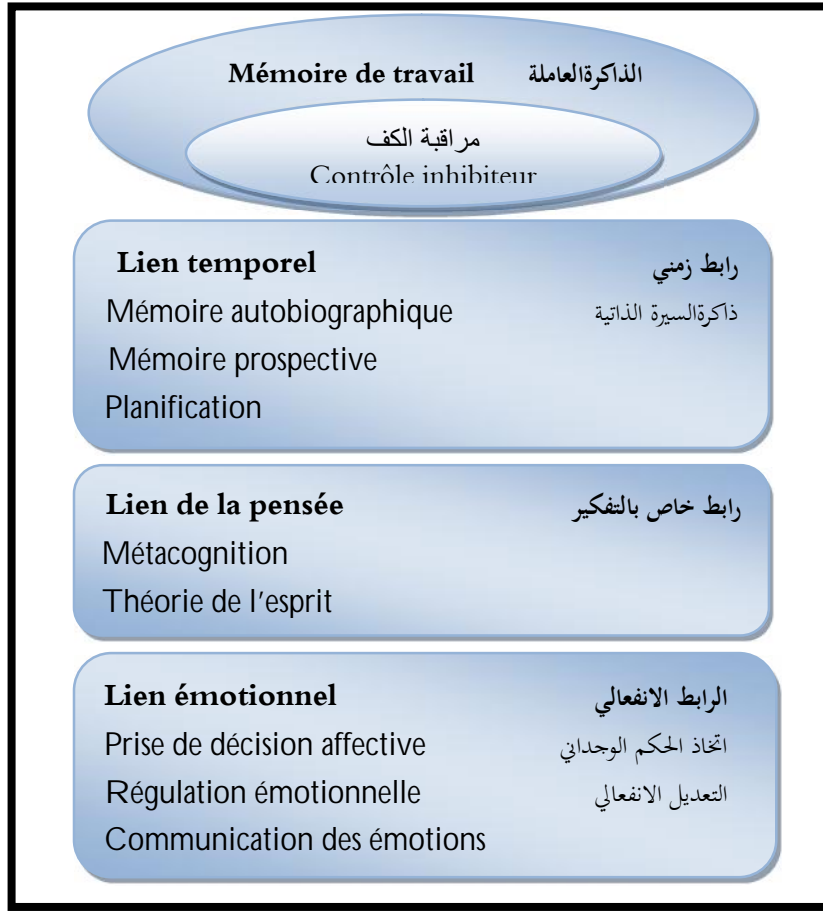 Mémoire de travail الذاكرةالعاملة
مراقبة الكف
Contrôle inhibiteur
Lien temporel رابط زمني
Mémoire autobiographique ذاكرةالسيرة الذاتية
Mémoire prospective
Planification
Lien de la pensée رابط خاص بالتفكير
Métacognition
Théorie de l'esprit
Lien émotionnel الرابط الانفعالي
Prise de décision affective اتخاذ الحكم الوجداني
Régulation émotionnelle التعديل الانفعالي
Communication des émotions